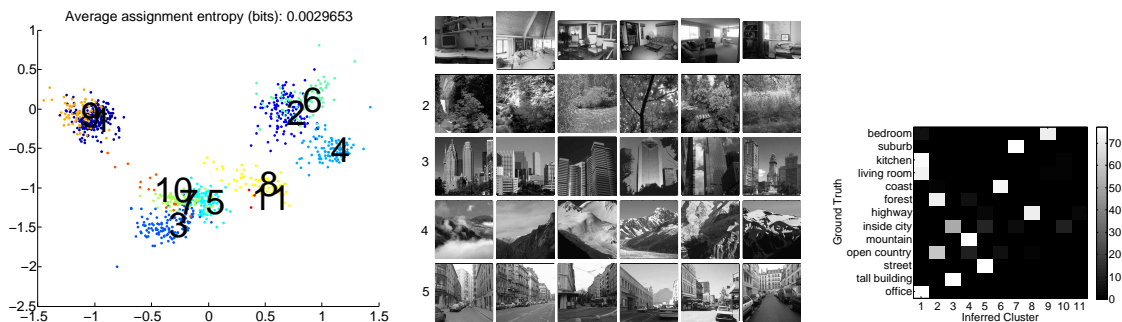 Average assignment entropy (bits): 0.0029653
1
0.5
0
−0.5
−1
−1.5
−2
−2.5
−1.5 −1 −0.5 0 0.5 1 1.5
9
2 6
4
10 7 5 8 11
3
1
2
3
4
5
Ground Truth
bedroom
suburb
kitchen
living room
coast
forest
highway
inside city
mountain
open country
street
tall building
office
1 2 3 4 5 6 7 8 9 10 11
Inferred Cluster
70
60
50
40
30
20
10
0